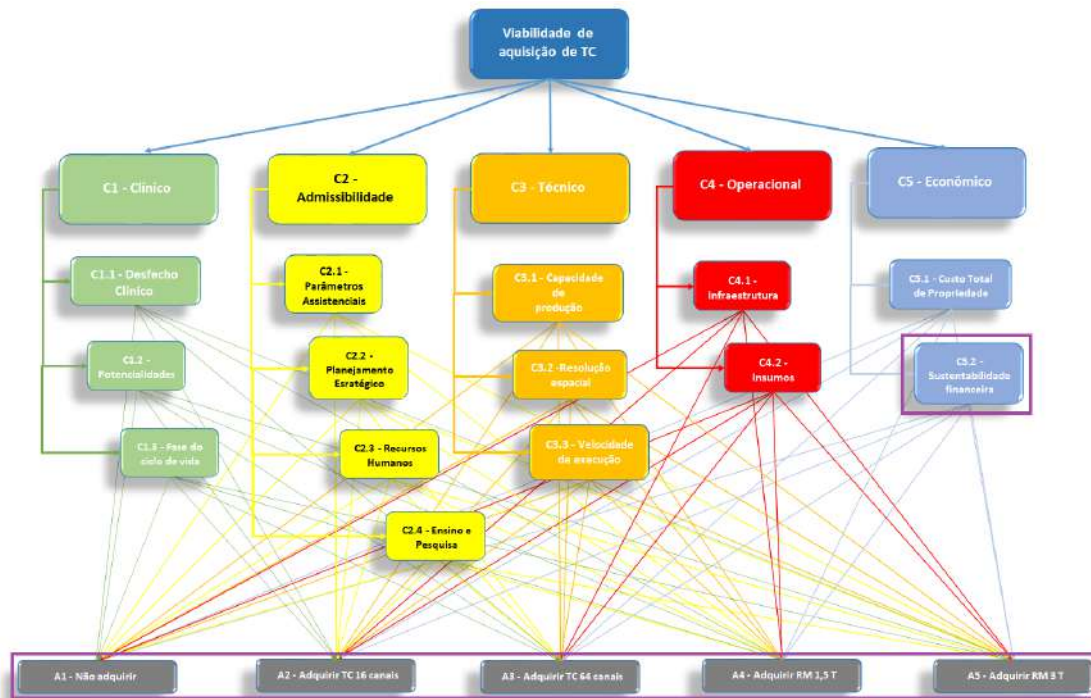 Viabilidade de
aquisição de TC
C1 - Clínico
C2 -
Admissibilidade
C3 - Técnico
C4 - Operacional
C5 - Econômico
C1.1 - Desfecho
Clínico
C2.1 -
Parâmetros
Assistenciais
C3.1 - Capacidade
de
produção
C4.1 -
Infraestrutura
C5.1 - Custo Total
de Propriedade
C1.2 -
Potencialidades
C2.2 -
Planejamento
Esratégico
C3.2 -Resolução
espacial
C4.2 -
Insumos
C5.2 -
Sustentabilidade
financeira
C1.3 - Fase do
ciclo de vida
C2.3 - Recursos
Humanos
C3.3 - Velocidade
de execução
C2.4 - Ensino e
Pesquisa
A1 - Não adquirir
A2 - Adquirir TC 16 canais
A3 - Adquirir TC 64 canais
A4 - Adquirir RM 1,5 T
A5 - Adquirir RM 3 T